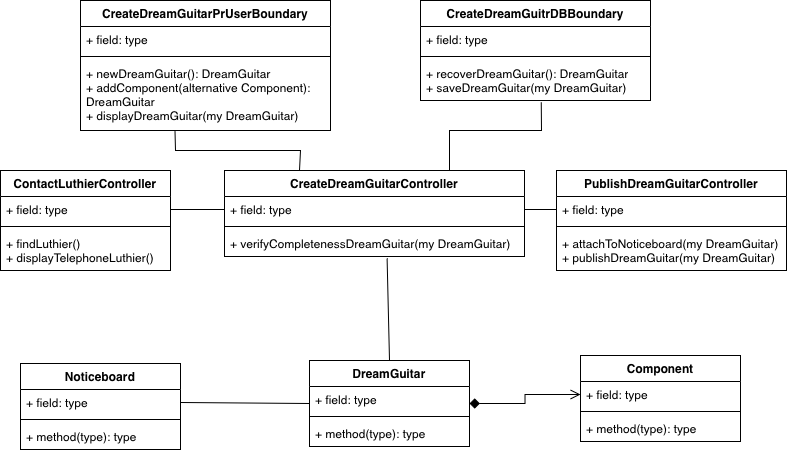 CreateDreamGuitarPrUserBoundary
+ field: type
+ newDreamGuitar(): DreamGuitar
+ addComponent(alternative Component):
DreamGuitar
+ displayDreamGuitar(my DreamGuitar)
CreateDreamGuitrDBBoundary
+ field: type
+ recoverDreamGuitar(): DreamGuitar
+ saveDreamGuitar(my DreamGuitar)
ContactLuthierController
+ field: type
+ findLuthier()
+ displayTelephoneLuthier()
CreateDreamGuitarController
+ field: type
+ verifyCompletenessDreamGuitar(my DreamGuitar)
PublishDreamGuitarController
+ field: type
+ attachToNoticeboard(my DreamGuitar)
+ publishDreamGuitar(my DreamGuitar)
Noticeboard
+ field: type
+ method(type): type
DreamGuitar
+ field: type
+ method(type): type
Component
+ field: type
+ method(type): type